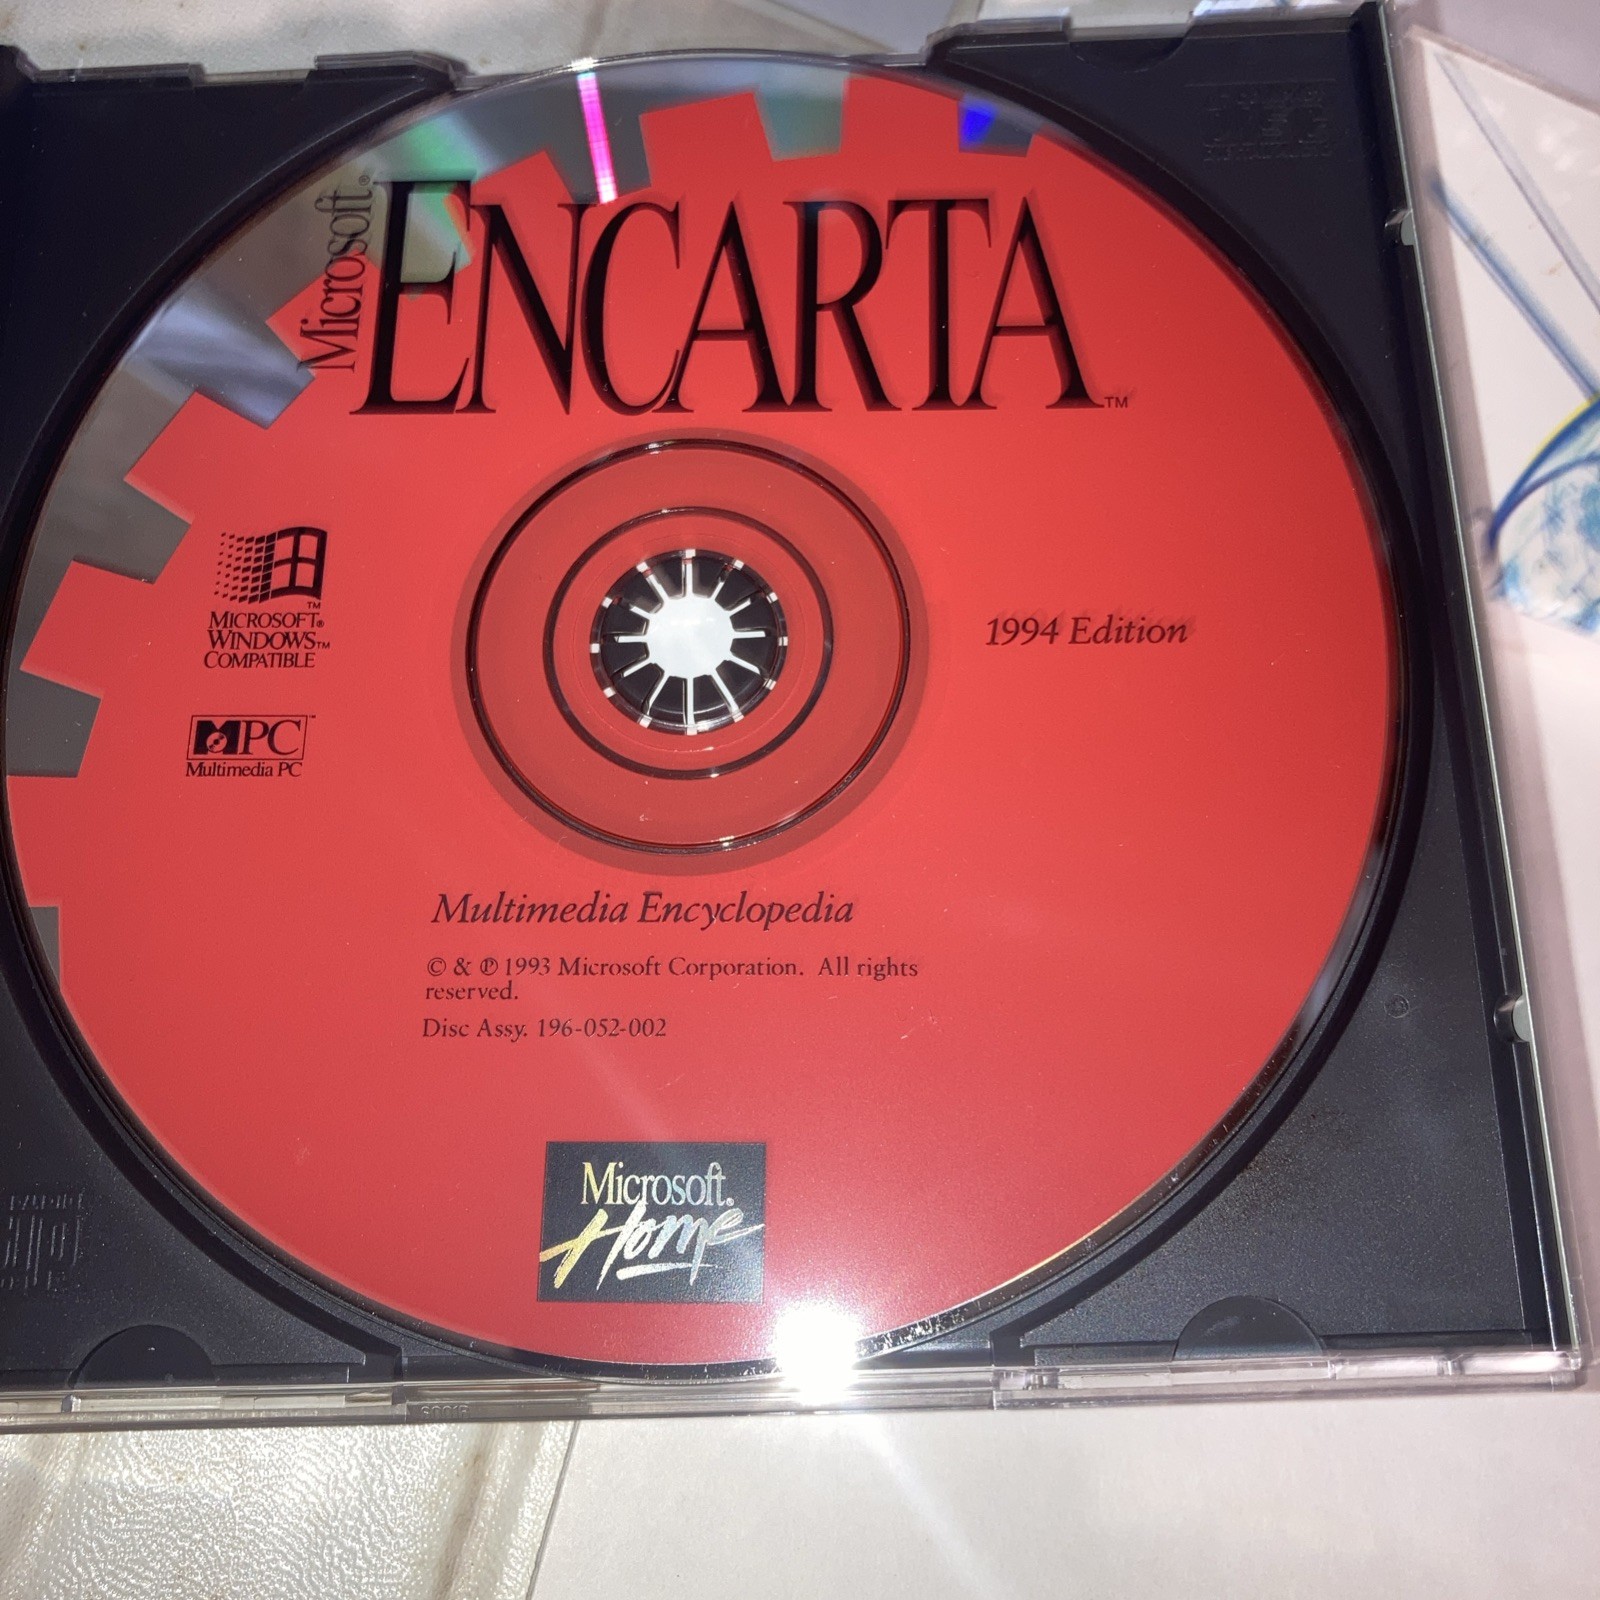 Microsoft®
ENCARTA™
MICROSOFT®
WINDOWS™
COMPATIBLE
1994 Edition
MPC™
Multimedia PC
Multimedia Encyclopedia
© & ℗ 1993 Microsoft Corporation. All rights
reserved.
Disc Assy. 196-052-002
Microsoft®
Home